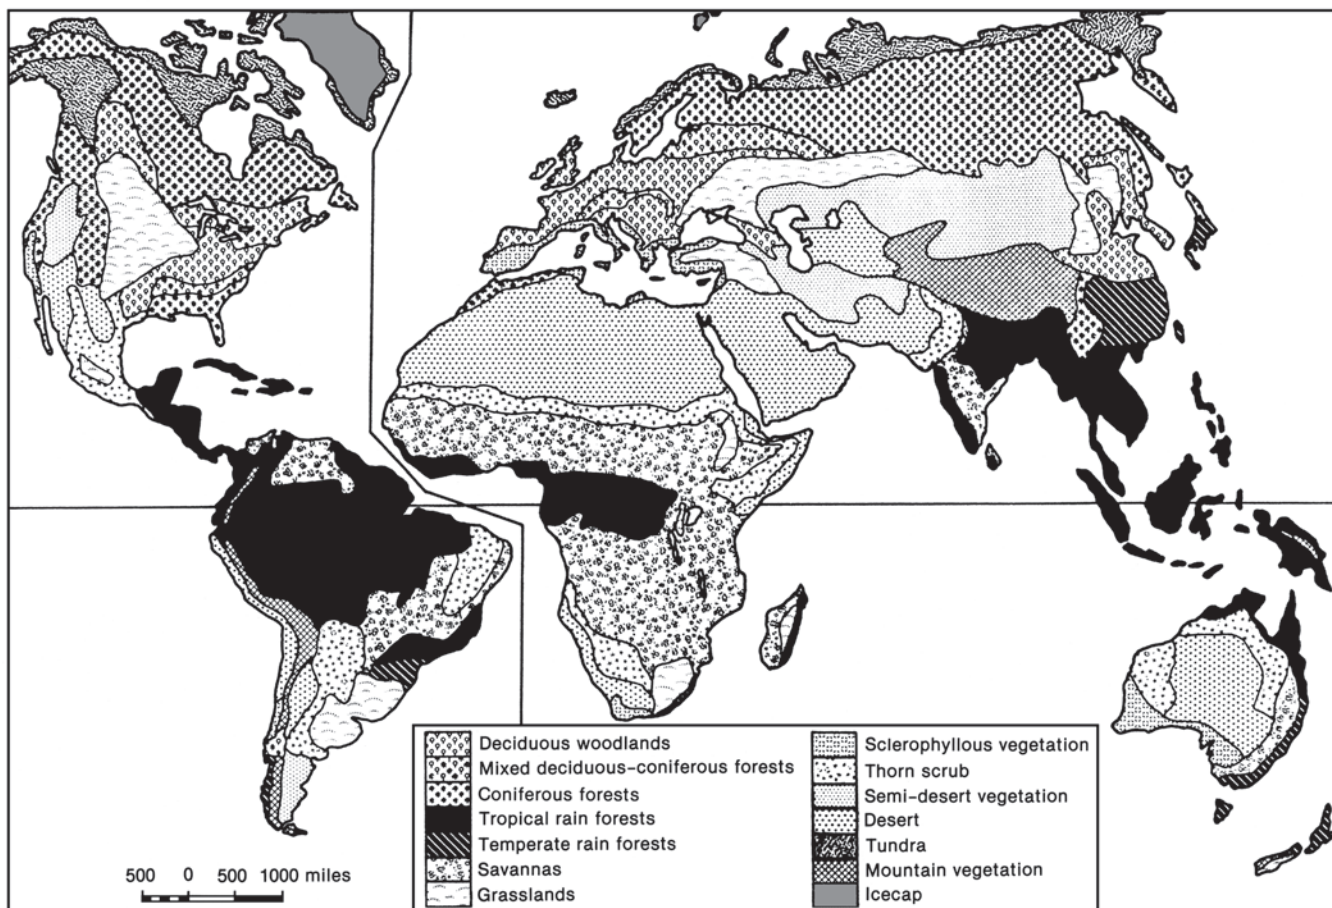 Deciduous woodlands
Mixed deciduous-coniferous forests
Coniferous forests
Tropical rain forests
Temperate rain forests
Savannas
Grasslands
Sclerophyllous vegetation
Thorn scrub
Semi-desert vegetation
Desert
Tundra
Mountain vegetation
Icecap
500 0 500 1000 miles